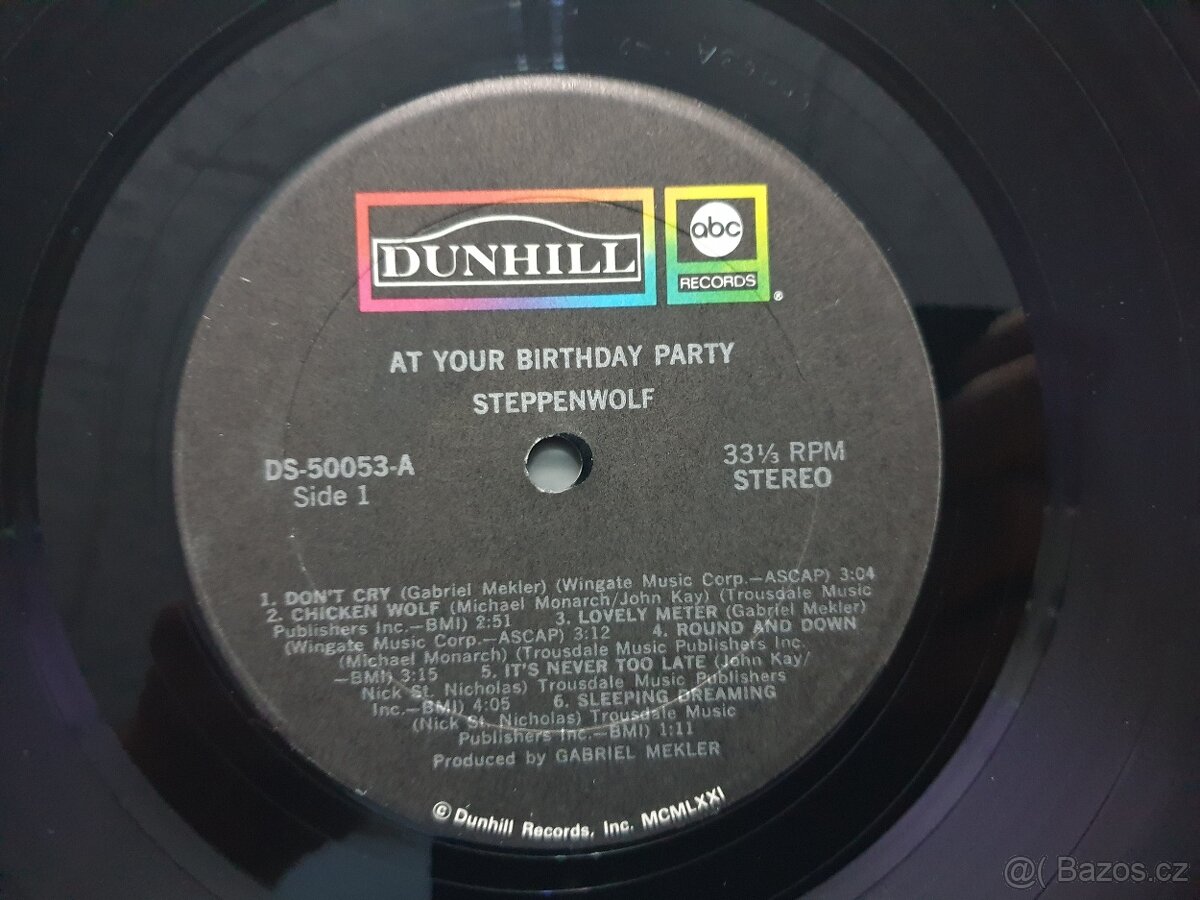 DUNHILL
abc
RECORDS
®
AT YOUR BIRTHDAY PARTY
STEPPENWOLF
DS-50053-A
Side 1
33⅓ RPM
STEREO
1. DON'T CRY (Gabriel Mekler) (Wingate Music Corp.—ASCAP) 3:04
2. CHICKEN WOLF (Michael Monarch/John Kay) (Trousdale Music
Publishers Inc.—BMI) 2:51 3. LOVELY METER (Gabriel Mekler)
(Wingate Music Corp.—ASCAP) 3:12 4. ROUND AND DOWN
(Michael Monarch) (Trousdale Music Publishers Inc.
—BMI) 3:15 5. IT'S NEVER TOO LATE (John Kay/
Nick St. Nicholas) Trousdale Music Publishers
Inc.—BMI) 4:05 6. SLEEPING DREAMING
(Nick St. Nicholas) Trousdale Music
Publishers Inc.—BMI) 1:11
Produced by GABRIEL MEKLER
© Dunhill Records, Inc. MCMLXXI
@( Bazos.cz